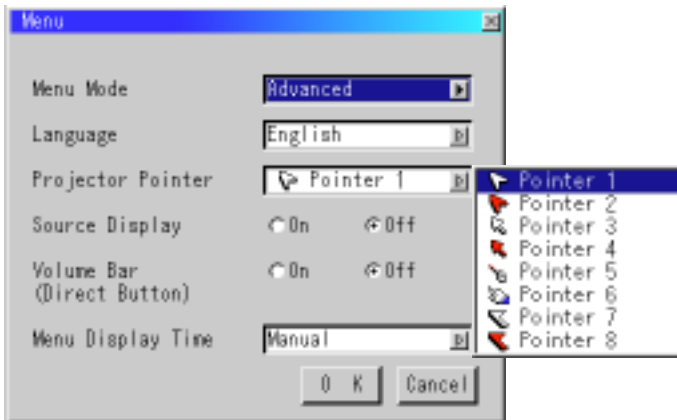 Menu
Menu Mode Advanced
Language English
Projector Pointer Pointer 1
Source Display On Off
Volume Bar On Off
(Direct Button)
Menu Display Time Manual
O K Cancel
Pointer 1
Pointer 2
Pointer 3
Pointer 4
Pointer 5
Pointer 6
Pointer 7
Pointer 8